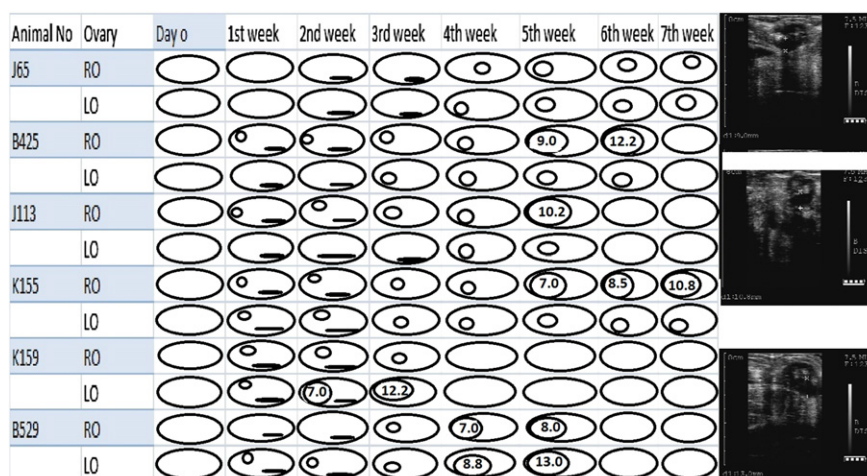 Animal No Ovary Day o 1st week 2nd week 3rd week 4th week 5th week 6th week 7th week
J65 RO
LO
B425 RO 9.0 12.2
LO
J113 RO 10.2
LO
K155 RO 7.0 8.5 10.8
LO
K159 RO
LO 7.0 12.2
B529 RO 7.0 8.0
LO 8.8 13.0
0cm
B